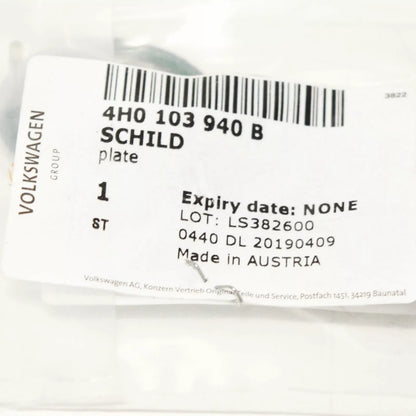 3822
VOLKSWAGEN
GROUP
4H0 103 940 B
SCHILD
plate
1
ST
Expiry date: NONE
LOT: LS382600
0440 DL 20190409
Made in AUSTRIA
Volkswagen AG, Konzern Vertrieb Original Teile und Service, Postfach 1451, 34219 Baunatal